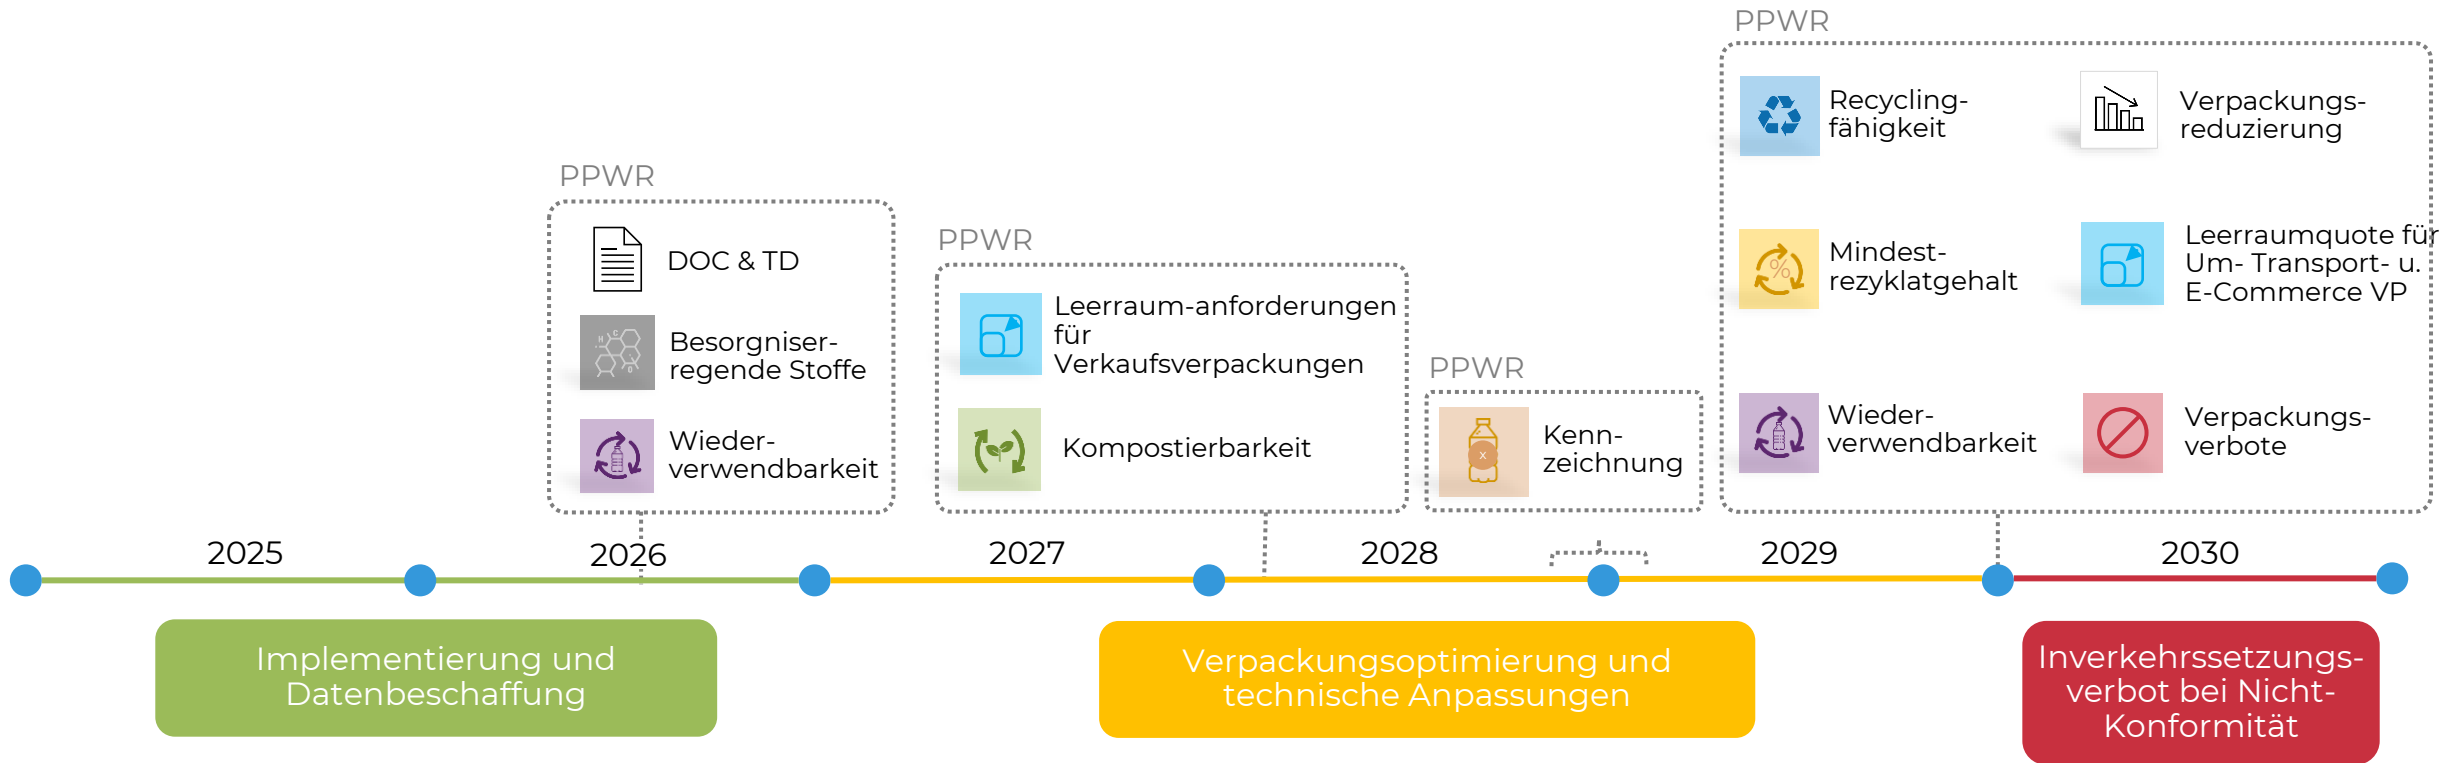 PPWR
DOC & TD
Besorgniser-
regende Stoffe
Wieder-
verwendbarkeit
PPWR
Leerraum-anforderungen
für
Verkaufsverpackungen
Kompostierbarkeit
PPWR
x
Kenn-
zeichnung
PPWR
Recycling-
fähigkeit
Verpackungs-
reduzierung
%
Mindest-
rezyklatgehalt
Leerraumquote für
Um- Transport- u.
E-Commerce VP
Wieder-
verwendbarkeit
Verpackungs-
verbote
2025
2026
2027
2028
2029
2030
Implementierung und
Datenbeschaffung
Verpackungsoptimierung und
technische Anpassungen
Inverkehrssetzungs-
verbot bei Nicht-
Konformität